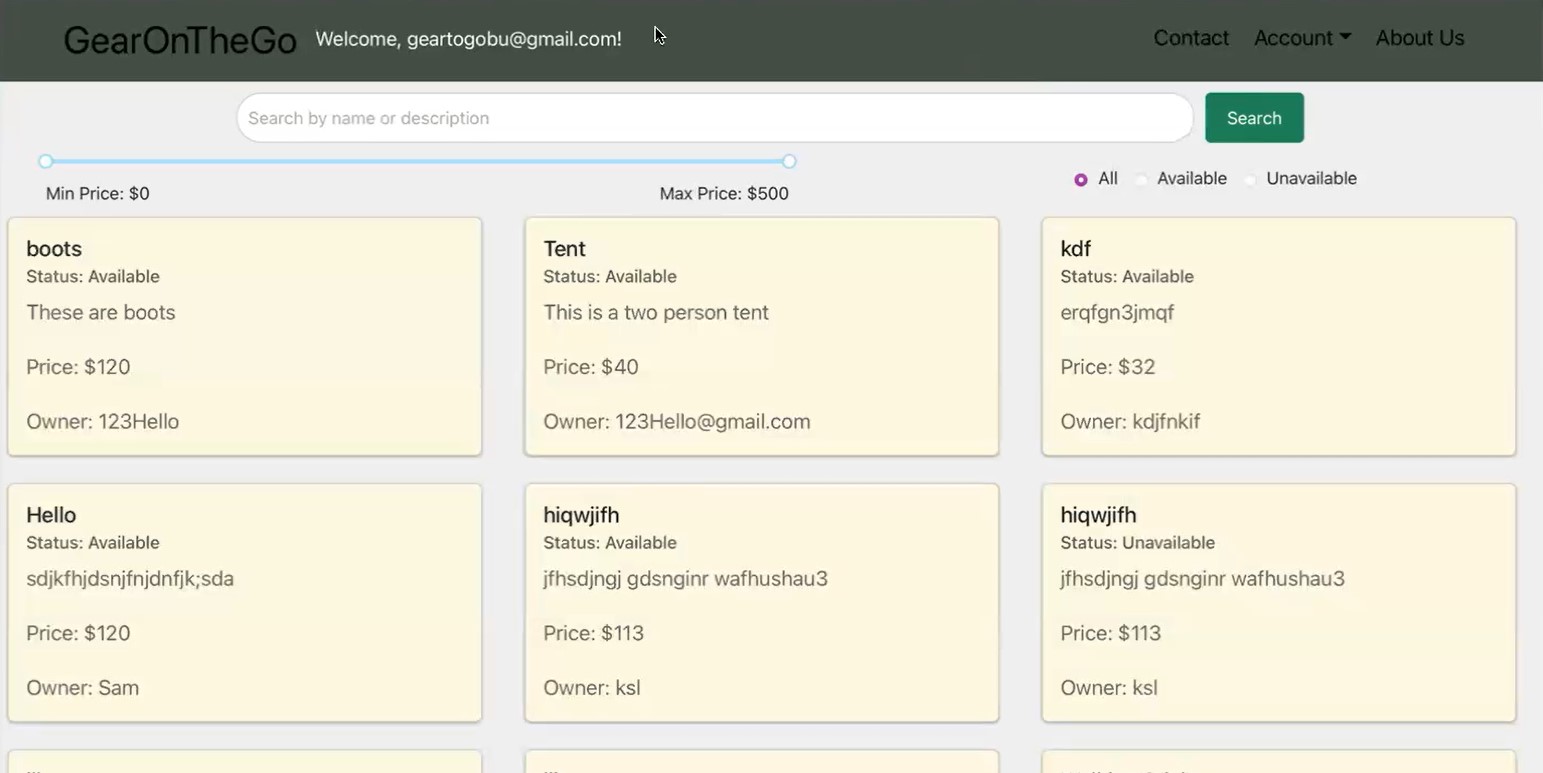 GearOnTheGo Welcome, geartogobu@gmail.com! Contact Account About Us
Search by name or description Search
All Available Unavailable
Min Price: $0 Max Price: $500
boots
Status: Available
These are boots
Price: $120
Owner: 123Hello
Tent
Status: Available
This is a two person tent
Price: $40
Owner: 123Hello@gmail.com
kdf
Status: Available
erqfgn3jmqf
Price: $32
Owner: kdjfnkif
Hello
Status: Available
sdjkfhjdsnjfnjdnfjk;sda
Price: $120
Owner: Sam
hiqwjifh
Status: Available
jfhsdjngj gdsnginr wafhushau3
Price: $113
Owner: ksl
hiqwjifh
Status: Unavailable
jfhsdjngj gdsnginr wafhushau3
Price: $113
Owner: ksl